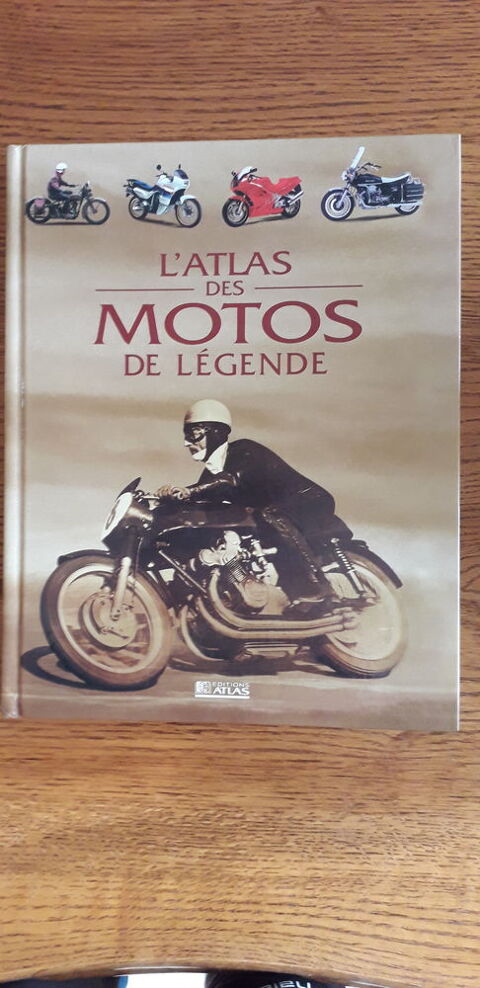 L'ATLAS
DES
MOTOS
DE LÉGENDE
EDITIONS
ATLAS